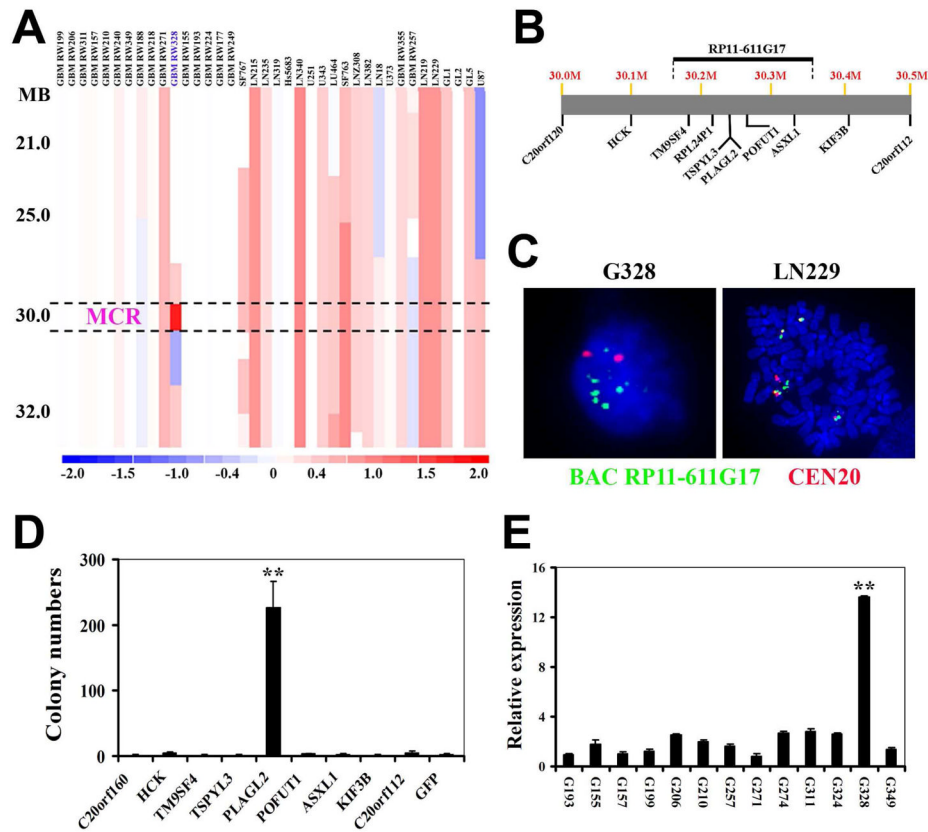 A
GBM RW199
GBM RW206
GBM RW311
GBM RW157
GBM RW210
GBM RW240
GBM RW349
GBM RW188
GBM RW218
GBM RW271
GBM RW328
GBM RW155
GBM RW193
GBM RW224
GBM RW177
GBM RW249
SF767
LN215
LN235
LN319
Hs5683
LN340
U251
U343
LU464
SF763
LNZ308
LN382
LN18
U373
GBM RW355
GBM RW257
LN219
LN229
GL1
GL2
GL5
U87
MB
21.0
25.0
30.0
MCR
32.0
-2.0 -1.0 -0.4 0 0.4 1.0 1.5 2.0
B
RP11-611G17
30.0M 30.1M 30.2M 30.3M 30.4M 30.5M
C20orf120
HCK
TM9SF4
RPL24P1
TSPYL3
PLAGL2
POFUT1
ASXL1
KIF3B
C20orf112
C
G328 LN229
BAC RP11-611G17 CEN20
D
Colony numbers
300
200
100
0
**
C20orf160
HCK
TM9SF4
TSPYL3
PLAGL2
POFUT1
ASXL1
KIF3B
C20orf112
GFP
E
Relative expression
16
12
8
4
0
**
G193
G155
G157
G199
G206
G210
G257
G271
G274
G311
G324
G328
G349